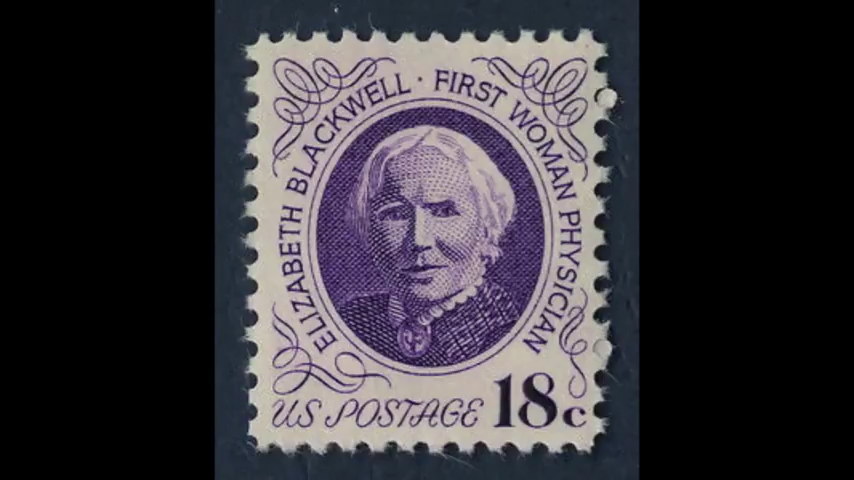 ELIZABETH BLACKWELL · FIRST WOMAN PHYSICIAN
US POSTAGE 18c